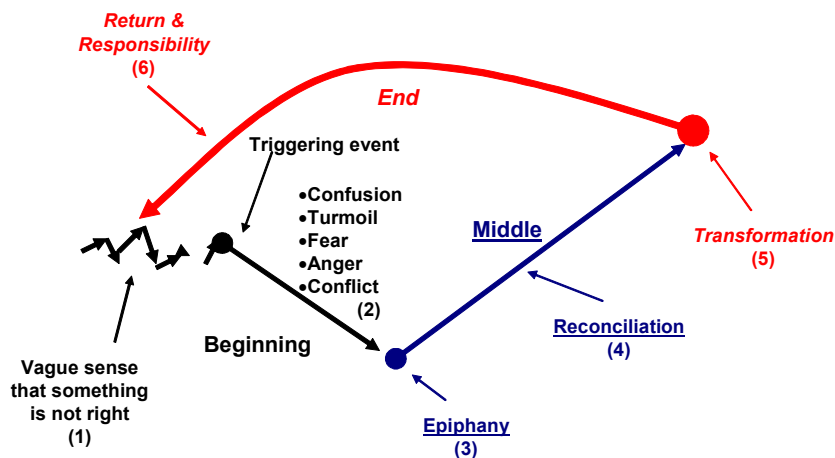 Return &
Responsibility
(6)
End
Triggering event
•Confusion
•Turmoil
•Fear
•Anger
•Conflict
(2)
Middle
Transformation
(5)
Beginning
Reconciliation
(4)
Vague sense
that something
is not right
(1)
Epiphany
(3)